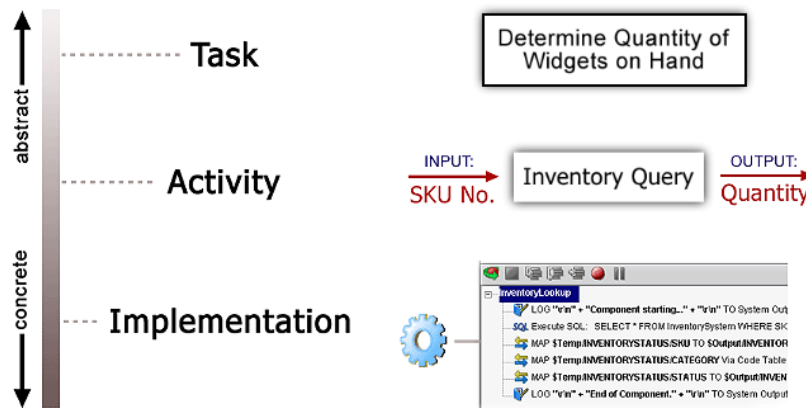 abstract
concrete
Task
Determine Quantity of
Widgets on Hand
Activity
INPUT:
SKU No.
Inventory Query
OUTPUT:
Quantity
Implementation
InventoryLookup
LOG "\r\n" + "Component starting..." + "\r\n" TO System Outp
SQL Execute SQL: SELECT * FROM InventorySystem WHERE SK
MAP $Temp/INVENTORYSTATUS/SKU TO $Output/INVENTOR
MAP $Temp/INVENTORYSTATUS/CATEGORY Via Code Table
MAP $Temp/INVENTORYSTATUS/STATUS TO $Output/INVEN
LOG "\r\n" + "End of Component." + "\r\n" TO System Output